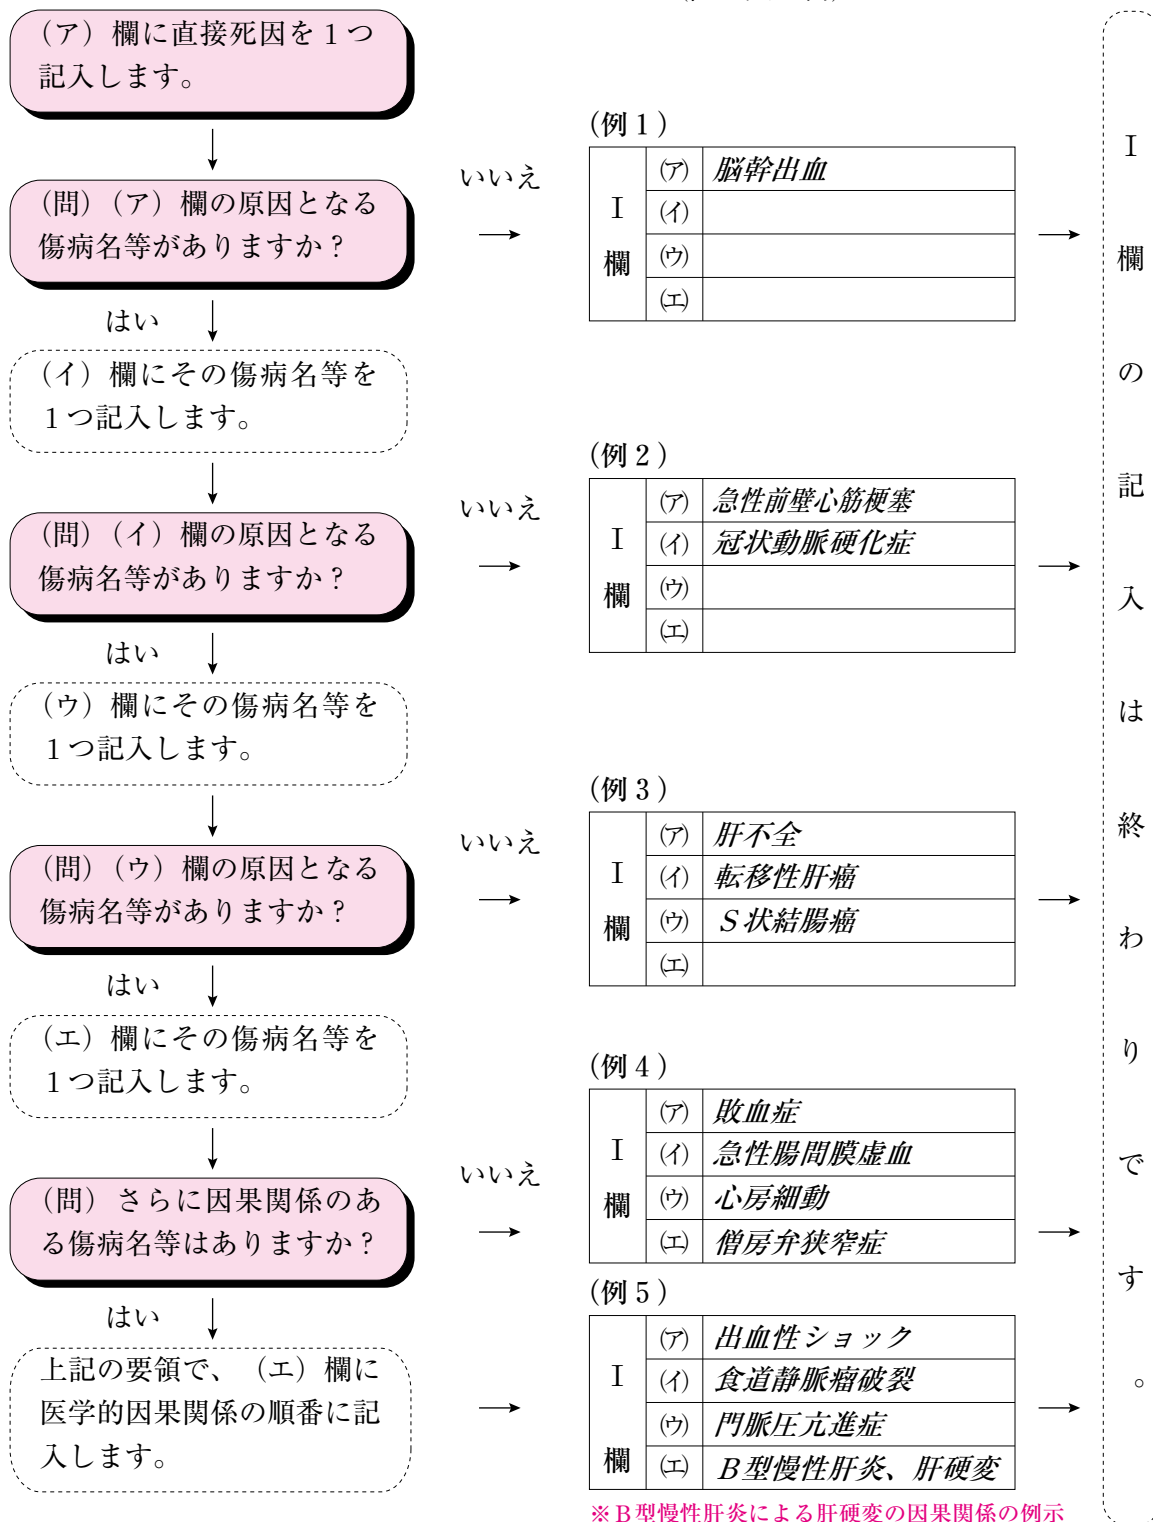 (ア)欄に直接死因を1つ
記入します。
(問)(ア)欄の原因となる
傷病名等がありますか?
いいえ
はい
(イ)欄にその傷病名等を
1つ記入します。
(問)(イ)欄の原因となる
傷病名等がありますか?
いいえ
はい
(ウ)欄にその傷病名等を
1つ記入します。
(問)(ウ)欄の原因となる
傷病名等がありますか?
いいえ
はい
(エ)欄にその傷病名等を
1つ記入します。
(問)さらに因果関係のあ
る傷病名等はありますか?
いいえ
はい
上記の要領で、(エ)欄に
医学的因果関係の順番に記
入します。
(例1)
I欄
(ア) 脳幹出血
(イ)
(ウ)
(エ)
(例2)
I欄
(ア) 急性前壁心筋梗塞
(イ) 冠状動脈硬化症
(ウ)
(エ)
(例3)
I欄
(ア) 肝不全
(イ) 転移性肝癌
(ウ) S状結腸癌
(エ)
(例4)
I欄
(ア) 敗血症
(イ) 急性腸間膜虚血
(ウ) 心房細動
(エ) 僧房弁狭窄症
(例5)
I欄
(ア) 出血性ショック
(イ) 食道静脈瘤破裂
(ウ) 門脈圧亢進症
(エ) B型慢性肝炎、肝硬変
※B型慢性肝炎による肝硬変の因果関係の例示
I欄の記入は終わりです。